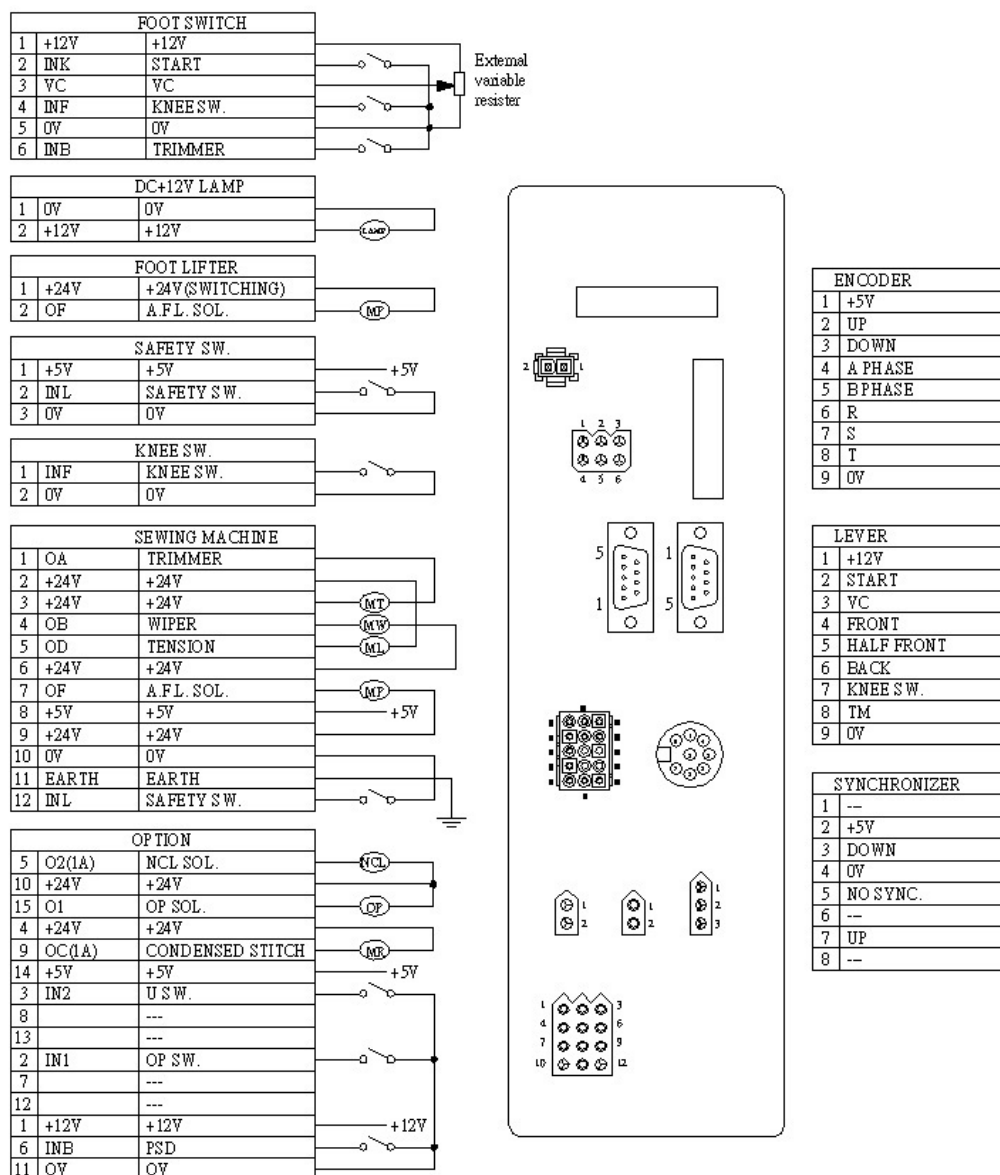 FOOT SWITCH
1 +12V +12V
2 INK START
3 VC VC
4 INF KNEE SW.
5 0V 0V
6 INB TRIMMER
External
variable
resister
DC+12V LAMP
1 0V 0V
2 +12V +12V
LAMP
FOOT LIFTER
1 +24V +24V(SWITCHING)
2 OF A.F.L. SOL.
MP
SAFETY SW.
1 +5V +5V +5V
2 INL SAFETY SW.
3 0V 0V
KNEE SW.
1 INF KNEE SW.
2 0V 0V
SEWING MACHINE
1 OA TRIMMER
2 +24V +24V
3 +24V +24V MT
4 OB WIPER MW
5 OD TENSION ML
6 +24V +24V
7 OF A.F.L. SOL. MP
8 +5V +5V +5V
9 +24V +24V
10 0V 0V
11 EARTH EARTH
12 INL SAFETY SW.
OPTION
5 O2(1A) NCL SOL. NCL
10 +24V +24V
15 O1 OP SOL. OP
4 +24V +24V
9 OC(1A) CONDENSED STITCH MR
14 +5V +5V +5V
3 IN2 U SW.
8 ---
13 ---
2 IN1 OP SW.
7 ---
12 ---
1 +12V +12V +12V
6 INB PSD
11 0V 0V
2 1
1 2 3
4 5 6
5 1
1 5
1 1 1
2 2 2
3
1 3
4 6
7 9
10 12
ENCODER
1 +5V
2 UP
3 DOWN
4 A PHASE
5 B PHASE
6 R
7 S
8 T
9 0V
LEVER
1 +12V
2 START
3 VC
4 FRONT
5 HALF FRONT
6 BACK
7 KNEE SW.
8 TM
9 0V
SYNCHRONIZER
1 ---
2 +5V
3 DOWN
4 0V
5 NO SYNC.
6 ---
7 UP
8 ---